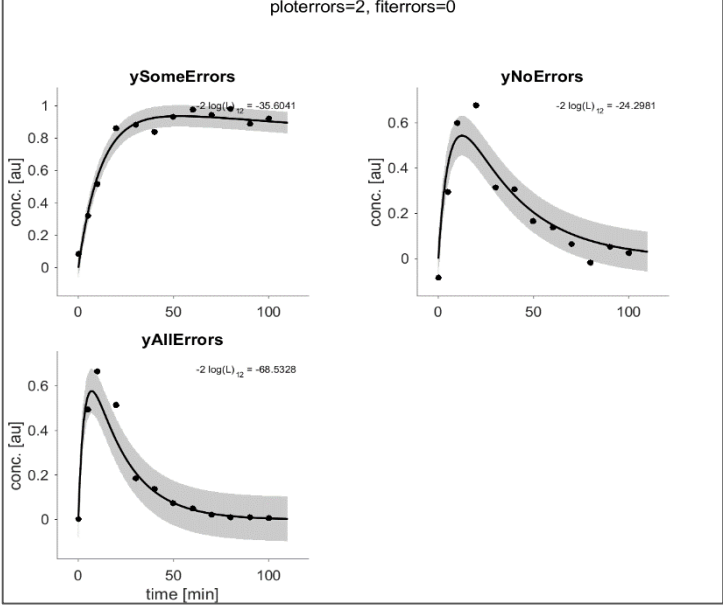 ploterrors=2, fiterrors=0
ySomeErrors
-2 log(L)12 = -35.6041
1
0.8
0.6
0.4
0.2
0
conc. [au]
0 50 100
yNoErrors
-2 log(L)12 = -24.2981
0.6
0.4
0.2
0
conc. [au]
0 50 100
yAllErrors
-2 log(L)12 = -68.5328
0.6
0.4
0.2
0
conc. [au]
0 50 100
time [min]